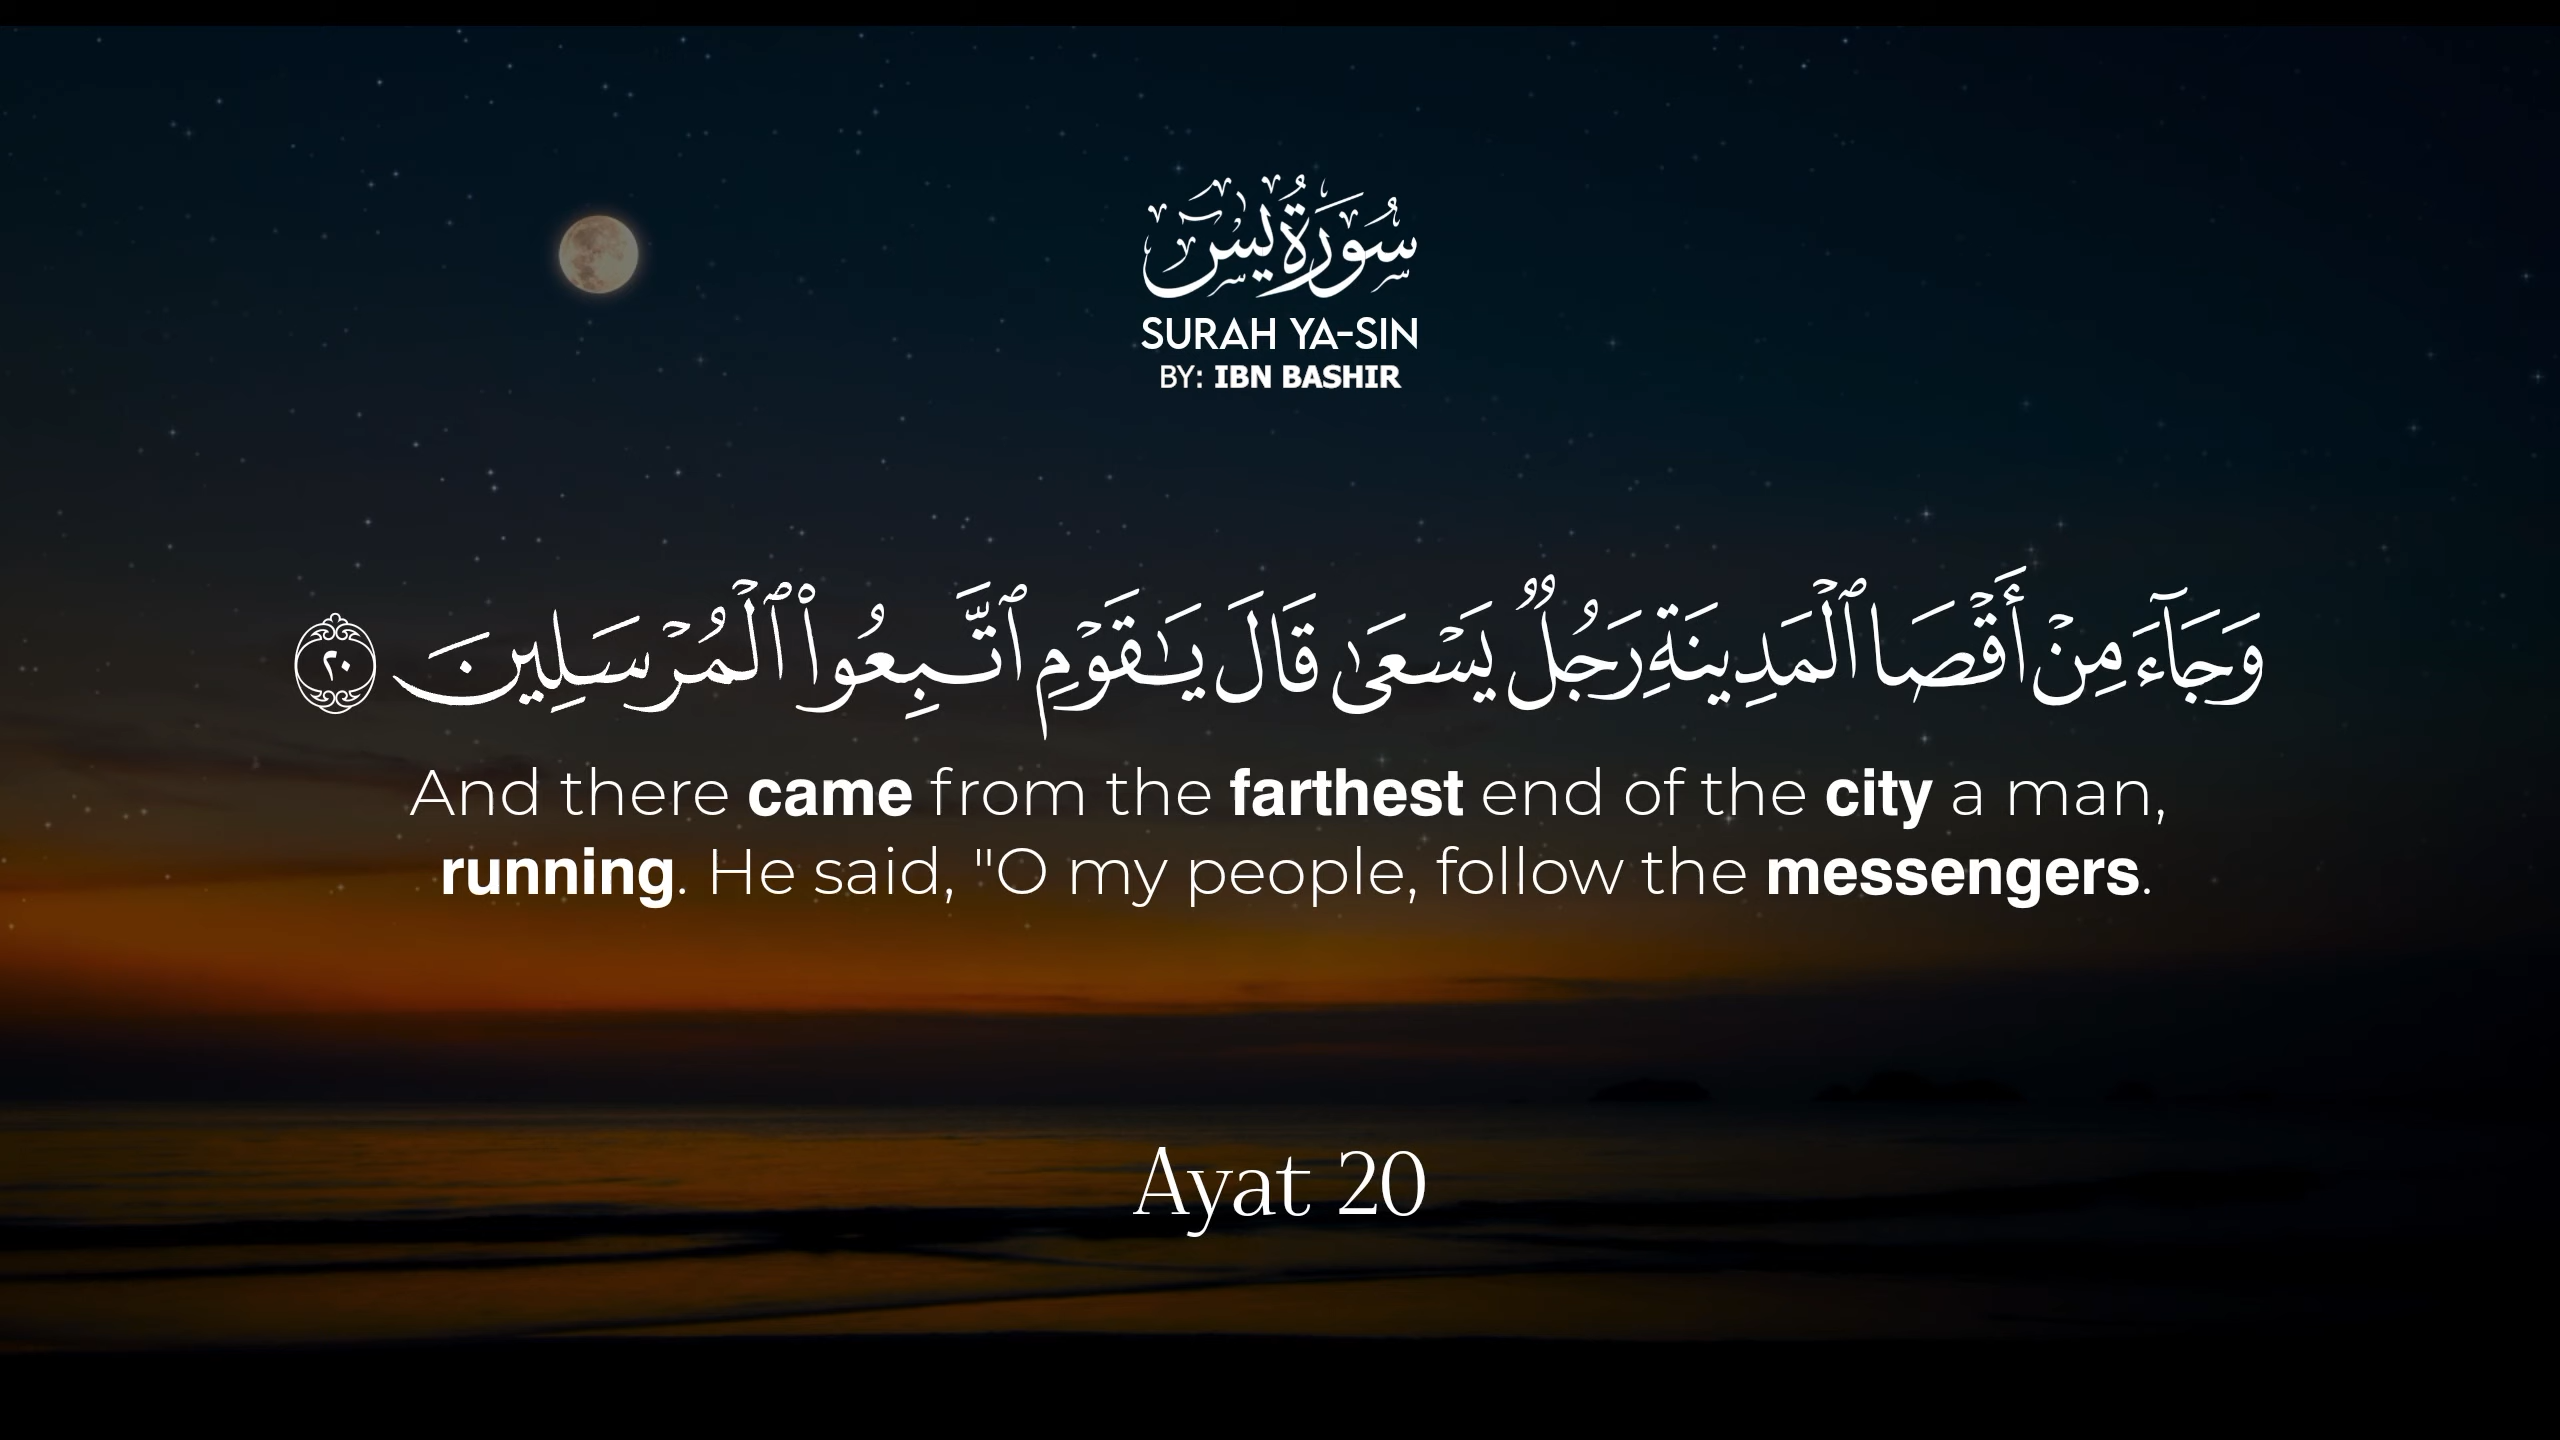 سُورَةُ يسٓ
SURAH YA-SIN
BY: IBN BASHIR
وَجَآءَ مِنْ أَقْصَا ٱلْمَدِينَةِ رَجُلٌ يَسْعَىٰ قَالَ يَـٰقَوْمِ ٱتَّبِعُوا۟ ٱلْمُرْسَلِينَ ٢٠
And there came from the farthest end of the city a man,
running. He said, "O my people, follow the messengers.
Ayat 20